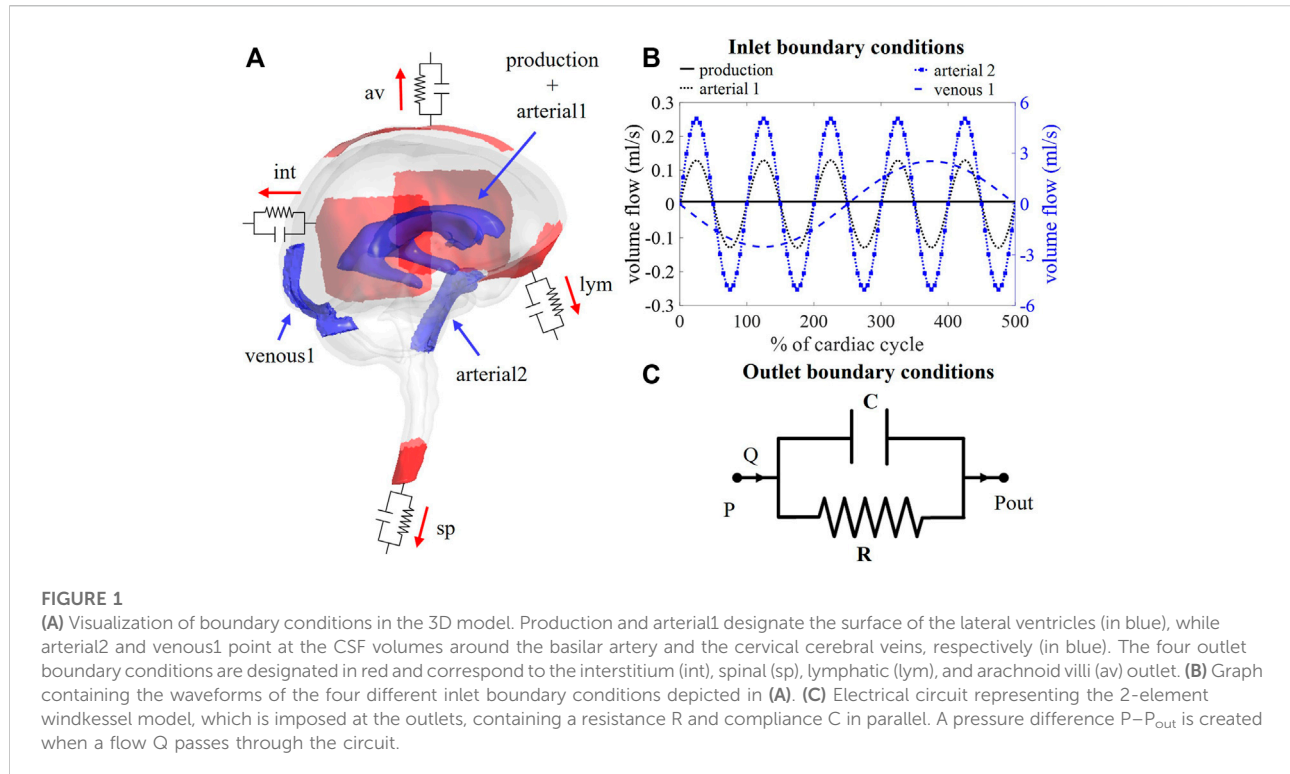 A
production
+
arterial1
av
int
lym
venous1
arterial2
sp
B
Inlet boundary conditions
production
arterial 1
arterial 2
venous 1
volume flow (ml/s)
0.3
0.2
0.1
0
-0.1
-0.2
-0.3
6
3
0
-3
-6
volume flow (ml/s)
0
100
200
300
400
500
% of cardiac cycle
C
Outlet boundary conditions
C
Q
P
Pout
R
FIGURE 1
(A) Visualization of boundary conditions in the 3D model. Production and arterial1 designate the surface of the lateral ventricles (in blue), while
arterial2 and venous1 point at the CSF volumes around the basilar artery and the cervical cerebral veins, respectively (in blue). The four outlet
boundary conditions are designated in red and correspond to the interstitium (int), spinal (sp), lymphatic (lym), and arachnoid villi (av) outlet. (B) Graph
containing the waveforms of the four different inlet boundary conditions depicted in (A). (C) Electrical circuit representing the 2-element
windkessel model, which is imposed at the outlets, containing a resistance R and compliance C in parallel. A pressure difference P–Pout is created
when a flow Q passes through the circuit.